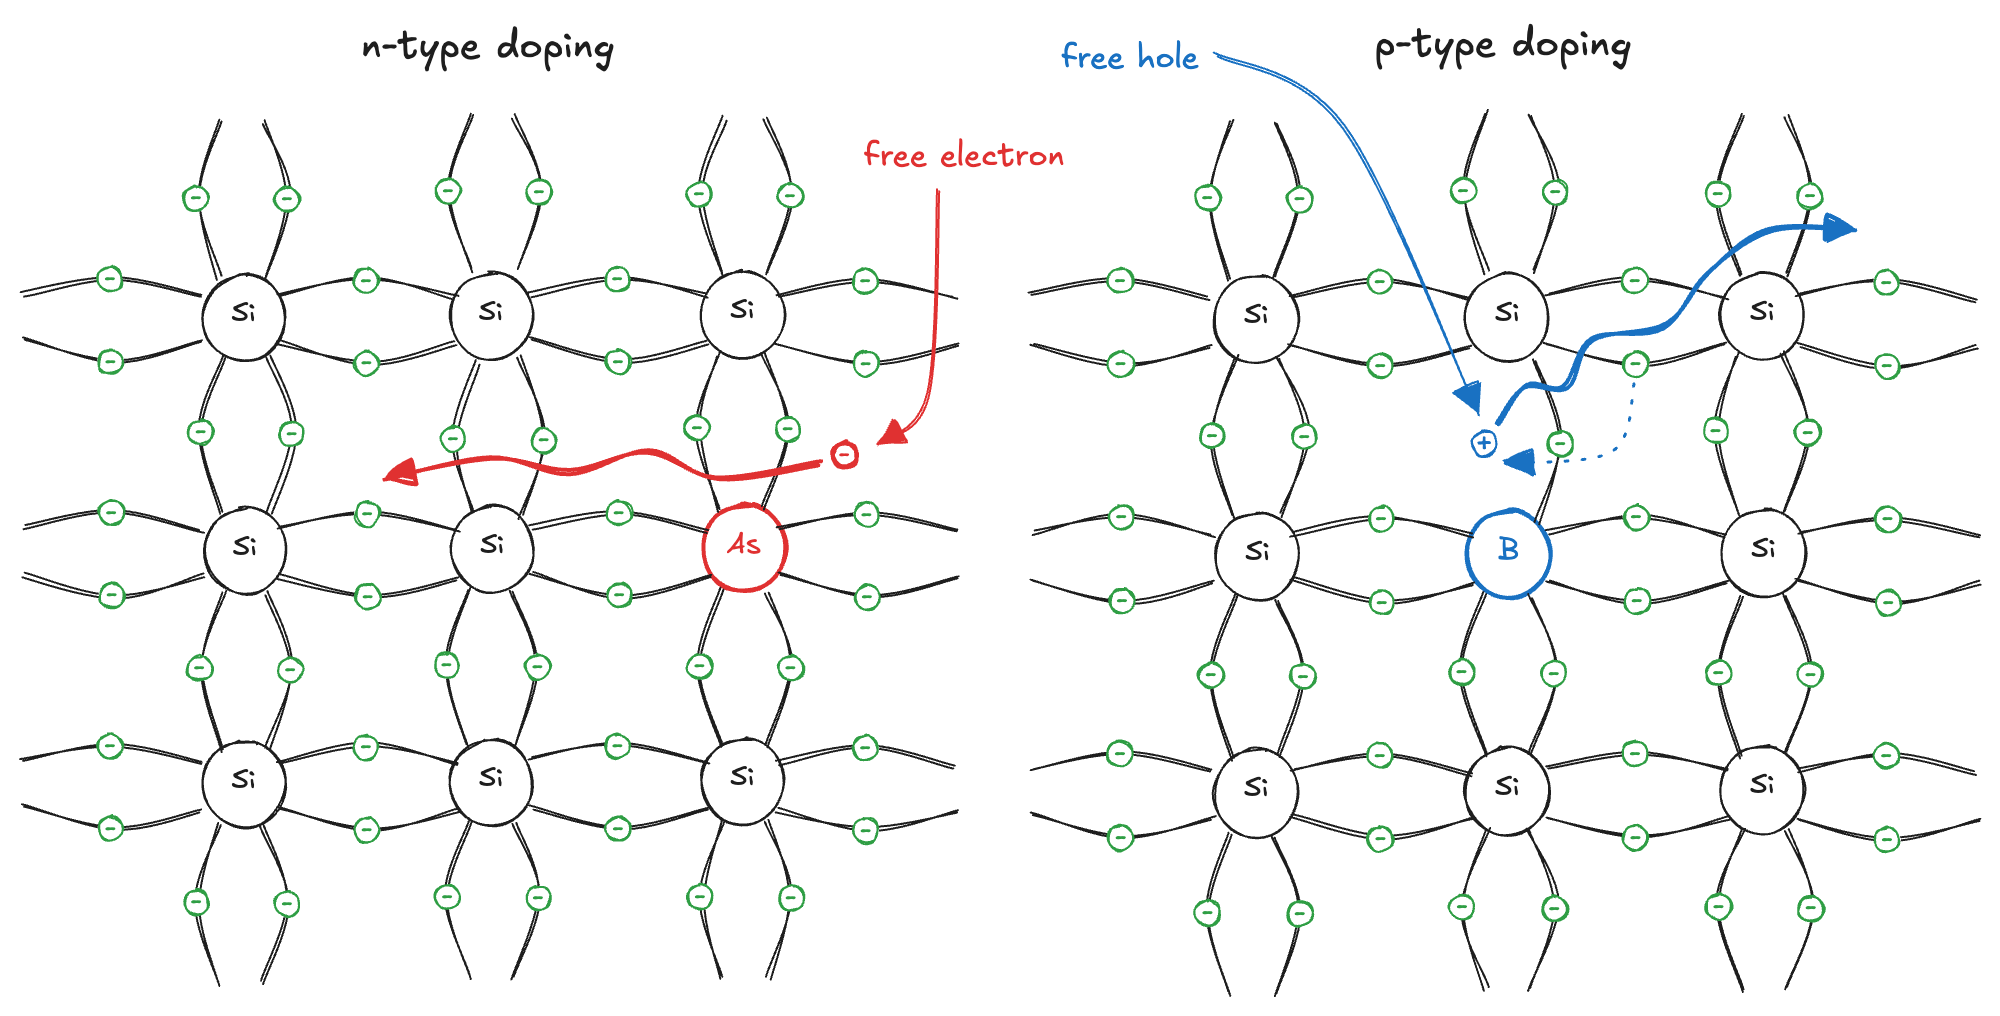 n-type doping
free electron
Si
Si
Si
Si
Si
As
Si
Si
Si
p-type doping
free hole
Si
Si
Si
Si
B
Si
Si
Si
Si